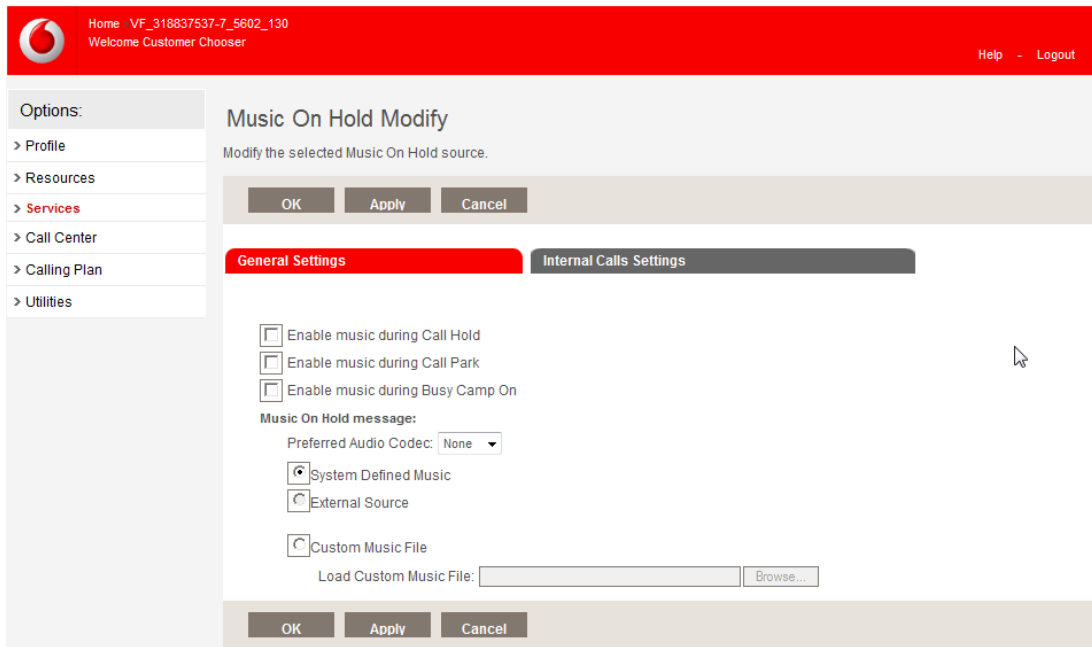 Home VF_318837537-7_5602_130
Welcome Customer Chooser
Help - Logout
Options:
> Profile
> Resources
> Services
> Call Center
> Calling Plan
> Utilities
Music On Hold Modify
Modify the selected Music On Hold source.
OK Apply Cancel
General Settings Internal Calls Settings
Enable music during Call Hold
Enable music during Call Park
Enable music during Busy Camp On
Music On Hold message:
Preferred Audio Codec: None
System Defined Music
External Source
Custom Music File
Load Custom Music File: Browse...
OK Apply Cancel